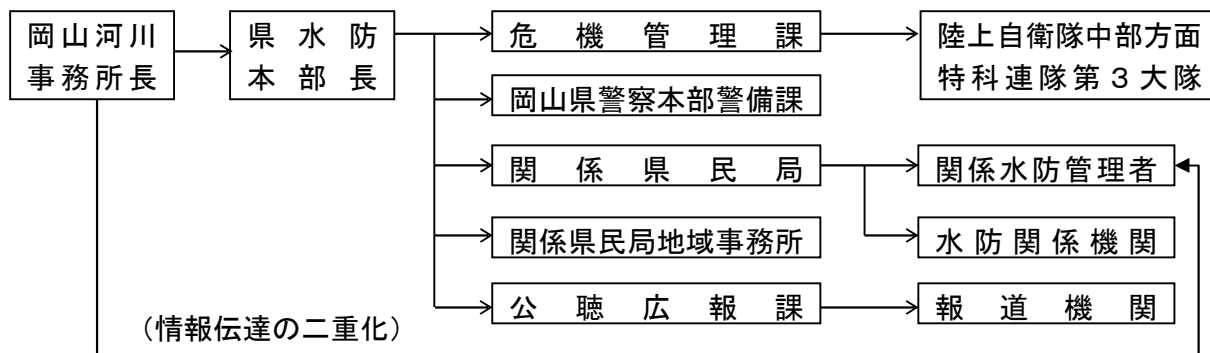 岡山河川
事務所長
県水防
本部長
危機管理課
陸上自衛隊中部方面
特科連隊第３大隊
岡山県警察本部警備課
関係県民局
関係水防管理者
関係県民局地域事務所
水防関係機関
公聴広報課
報道機関
（情報伝達の二重化）